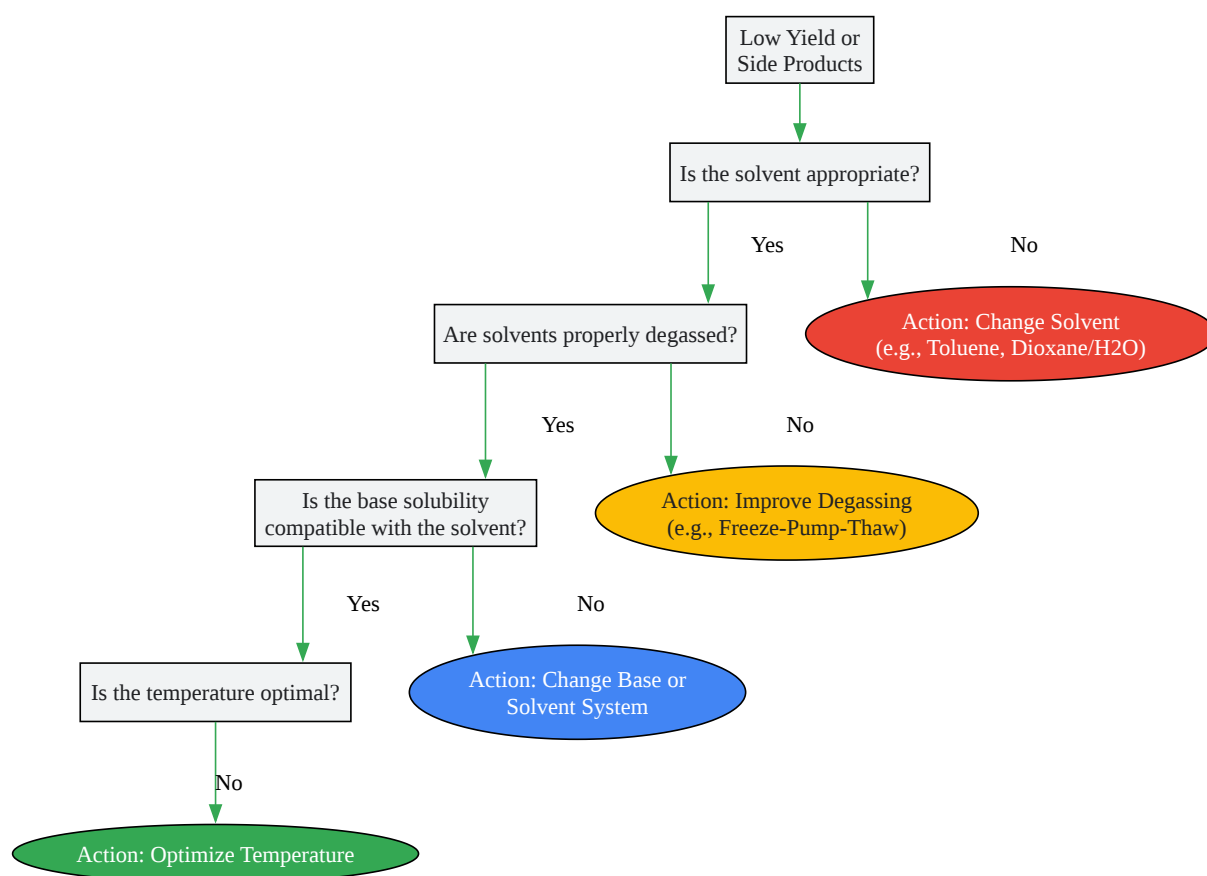 Low Yield or
Side Products
Is the solvent appropriate?
Yes
No
Action: Change Solvent
(e.g., Toluene, Dioxane/H2O)
Are solvents properly degassed?
Yes
No
Action: Improve Degassing
(e.g., Freeze-Pump-Thaw)
Is the base solubility
compatible with the solvent?
Yes
No
Action: Change Base or
Solvent System
Is the temperature optimal?
No
Action: Optimize Temperature